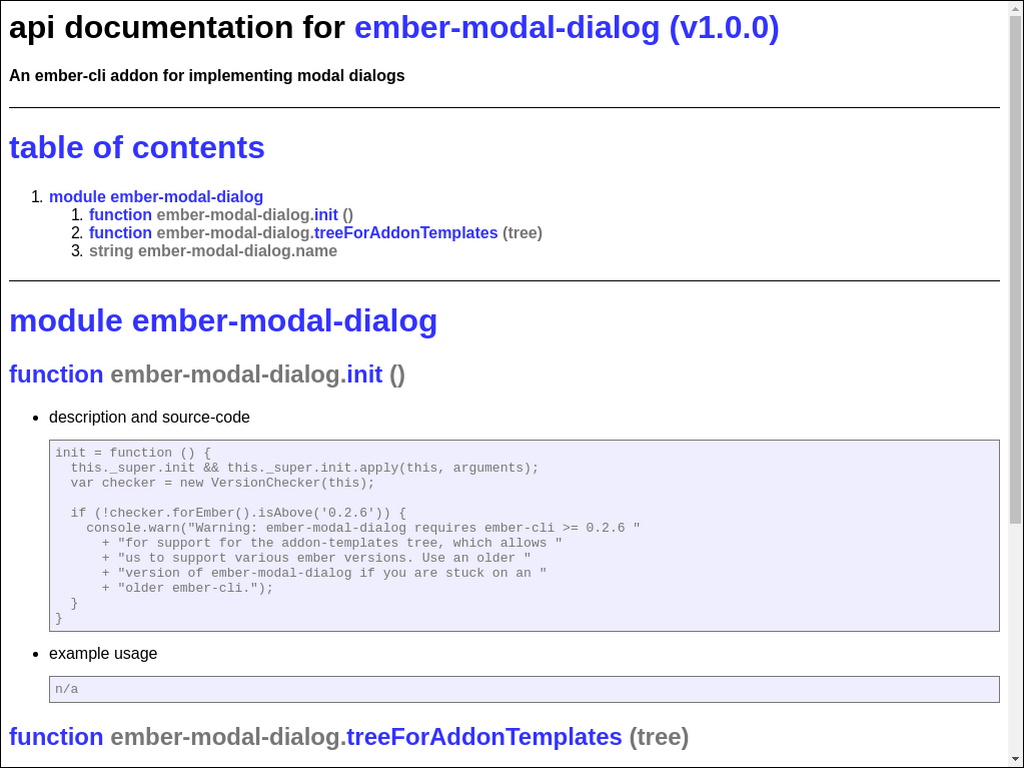 api documentation for ember-modal-dialog (v1.0.0)
An ember-cli addon for implementing modal dialogs
table of contents
1. module ember-modal-dialog
1. function ember-modal-dialog.init ()
2. function ember-modal-dialog.treeForAddonTemplates (tree)
3. string ember-modal-dialog.name
module ember-modal-dialog
function ember-modal-dialog.init ()
• description and source-code
init = function () {
  this._super.init && this._super.init.apply(this, arguments);
  var checker = new VersionChecker(this);

  if (!checker.forEmber().isAbove('0.2.6')) {
    console.warn("Warning: ember-modal-dialog requires ember-cli >= 0.2.6 "
      + "for support for the addon-templates tree, which allows "
      + "us to support various ember versions. Use an older "
      + "version of ember-modal-dialog if you are stuck on an "
      + "older ember-cli.");
  }
}
• example usage
n/a
function ember-modal-dialog.treeForAddonTemplates (tree)